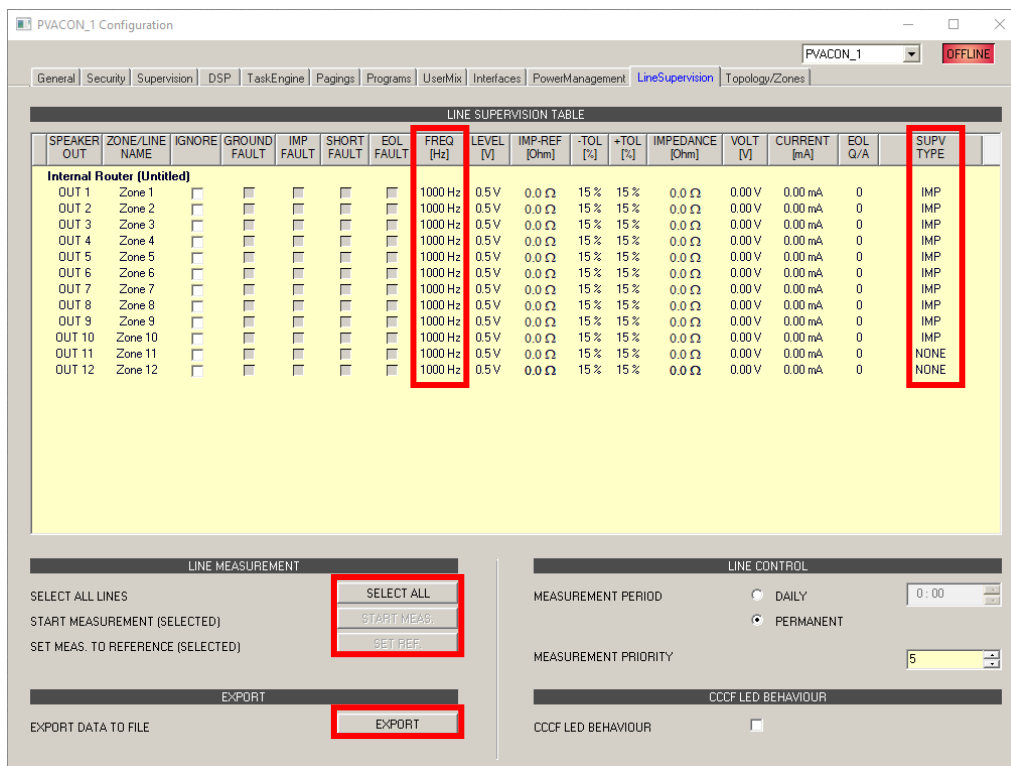 PVACON_1 Configuration
PVACON_1 OFFLINE
General Security Supervision DSP TaskEngine Pagings Programs UserMix Interfaces PowerManagement LineSupervision Topology/Zones
LINE SUPERVISION TABLE
SPEAKER OUT ZONE/LINE NAME IGNORE GROUND FAULT IMP FAULT SHORT FAULT EOL FAULT FREQ [Hz] LEVEL [V] IMP-REF [Ohm] -TOL [%] +TOL [%] IMPEDANCE [Ohm] VOLT [V] CURRENT [mA] EOL Q/A SUPV TYPE
Internal Router (Untitled)
OUT 1 Zone 1 1000 Hz 0.5 V 0.0 Ω 15 % 15 % 0.0 Ω 0.00 V 0.00 mA 0 IMP
OUT 2 Zone 2 1000 Hz 0.5 V 0.0 Ω 15 % 15 % 0.0 Ω 0.00 V 0.00 mA 0 IMP
OUT 3 Zone 3 1000 Hz 0.5 V 0.0 Ω 15 % 15 % 0.0 Ω 0.00 V 0.00 mA 0 IMP
OUT 4 Zone 4 1000 Hz 0.5 V 0.0 Ω 15 % 15 % 0.0 Ω 0.00 V 0.00 mA 0 IMP
OUT 5 Zone 5 1000 Hz 0.5 V 0.0 Ω 15 % 15 % 0.0 Ω 0.00 V 0.00 mA 0 IMP
OUT 6 Zone 6 1000 Hz 0.5 V 0.0 Ω 15 % 15 % 0.0 Ω 0.00 V 0.00 mA 0 IMP
OUT 7 Zone 7 1000 Hz 0.5 V 0.0 Ω 15 % 15 % 0.0 Ω 0.00 V 0.00 mA 0 IMP
OUT 8 Zone 8 1000 Hz 0.5 V 0.0 Ω 15 % 15 % 0.0 Ω 0.00 V 0.00 mA 0 IMP
OUT 9 Zone 9 1000 Hz 0.5 V 0.0 Ω 15 % 15 % 0.0 Ω 0.00 V 0.00 mA 0 IMP
OUT 10 Zone 10 1000 Hz 0.5 V 0.0 Ω 15 % 15 % 0.0 Ω 0.00 V 0.00 mA 0 IMP
OUT 11 Zone 11 1000 Hz 0.5 V 0.0 Ω 15 % 15 % 0.0 Ω 0.00 V 0.00 mA 0 NONE
OUT 12 Zone 12 1000 Hz 0.5 V 0.0 Ω 15 % 15 % 0.0 Ω 0.00 V 0.00 mA 0 NONE
LINE MEASUREMENT
SELECT ALL LINES SELECT ALL
START MEASUREMENT (SELECTED) START MEAS.
SET MEAS. TO REFERENCE (SELECTED) SET REF.
EXPORT
EXPORT DATA TO FILE EXPORT
LINE CONTROL
MEASUREMENT PERIOD DAILY 0 : 00
PERMANENT
MEASUREMENT PRIORITY 5
CCCF LED BEHAVIOUR
CCCF LED BEHAVIOUR